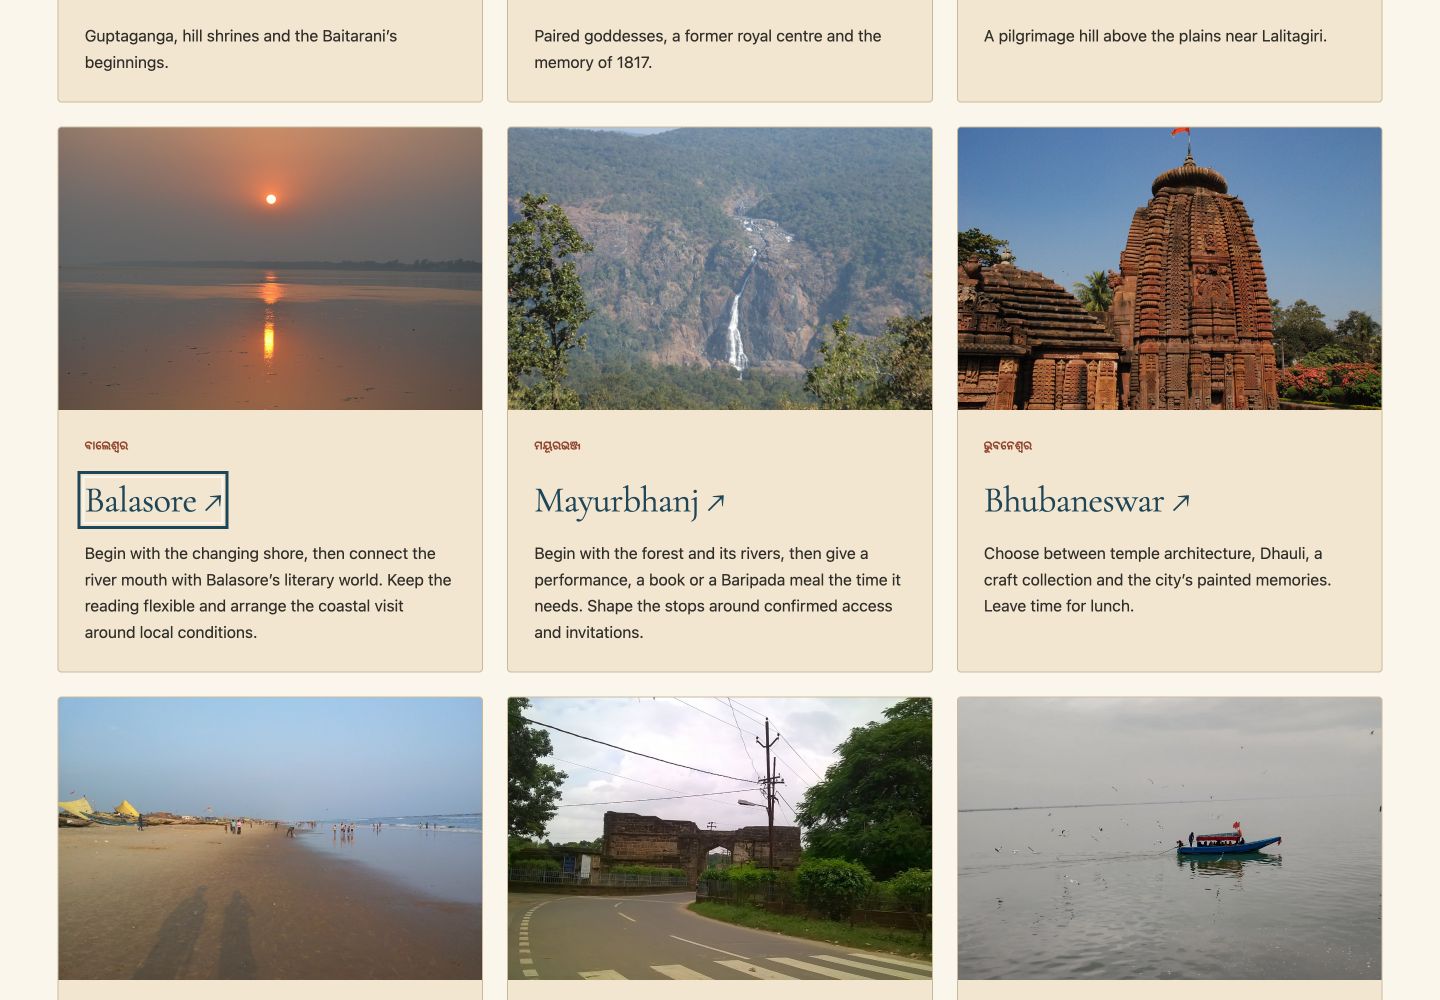 Guptaganga, hill shrines and the Baitarani’s
beginnings.
Paired goddesses, a former royal centre and the
memory of 1817.
A pilgrimage hill above the plains near Lalitagiri.
ବାଲେଶ୍ୱର
Balasore ↗
Begin with the changing shore, then connect the
river mouth with Balasore’s literary world. Keep the
reading flexible and arrange the coastal visit
around local conditions.
ମୟୂରଭଞ୍ଜ
Mayurbhanj ↗
Begin with the forest and its rivers, then give a
performance, a book or a Baripada meal the time it
needs. Shape the stops around confirmed access
and invitations.
ଭୁବନେଶ୍ୱର
Bhubaneswar ↗
Choose between temple architecture, Dhauli, a
craft collection and the city’s painted memories.
Leave time for lunch.